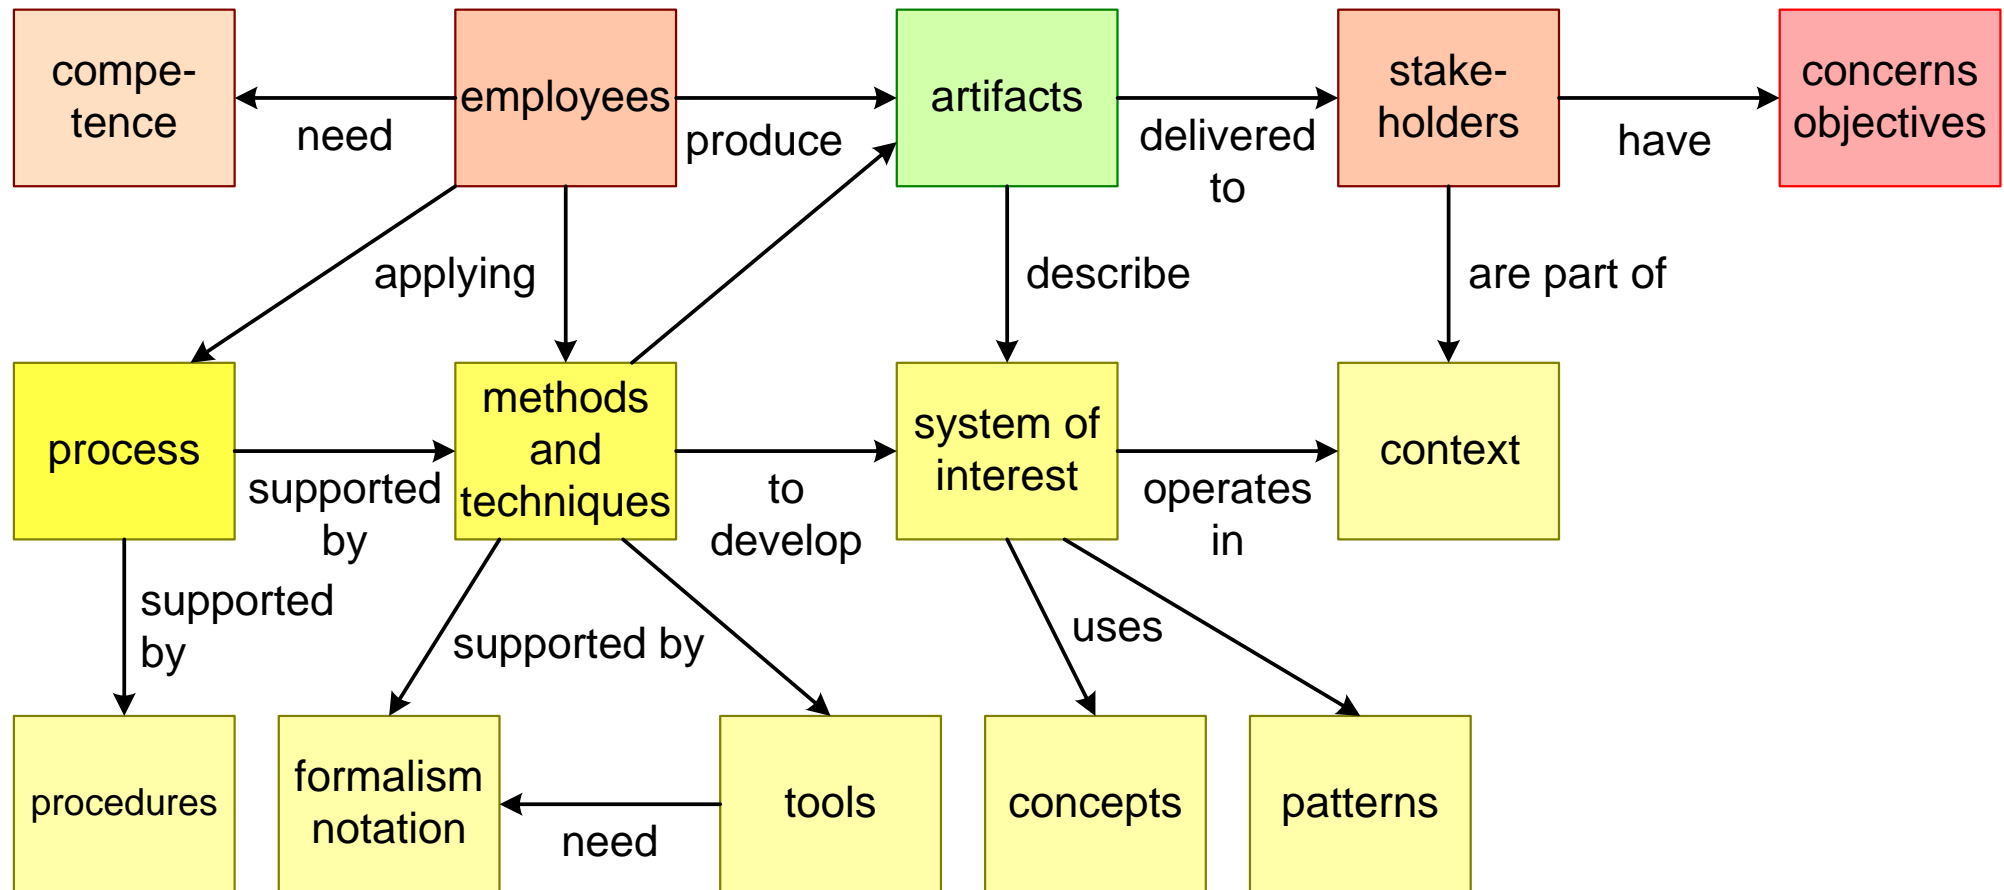 compe-
tence
need
employees
produce
artifacts
delivered
to
stake-
holders
have
concerns
objectives
applying
describe
are part of
process
supported
by
methods
and
techniques
to
develop
system of
interest
operates
in
context
supported
by
supported by
uses
procedures
formalism
notation
need
tools
concepts
patterns